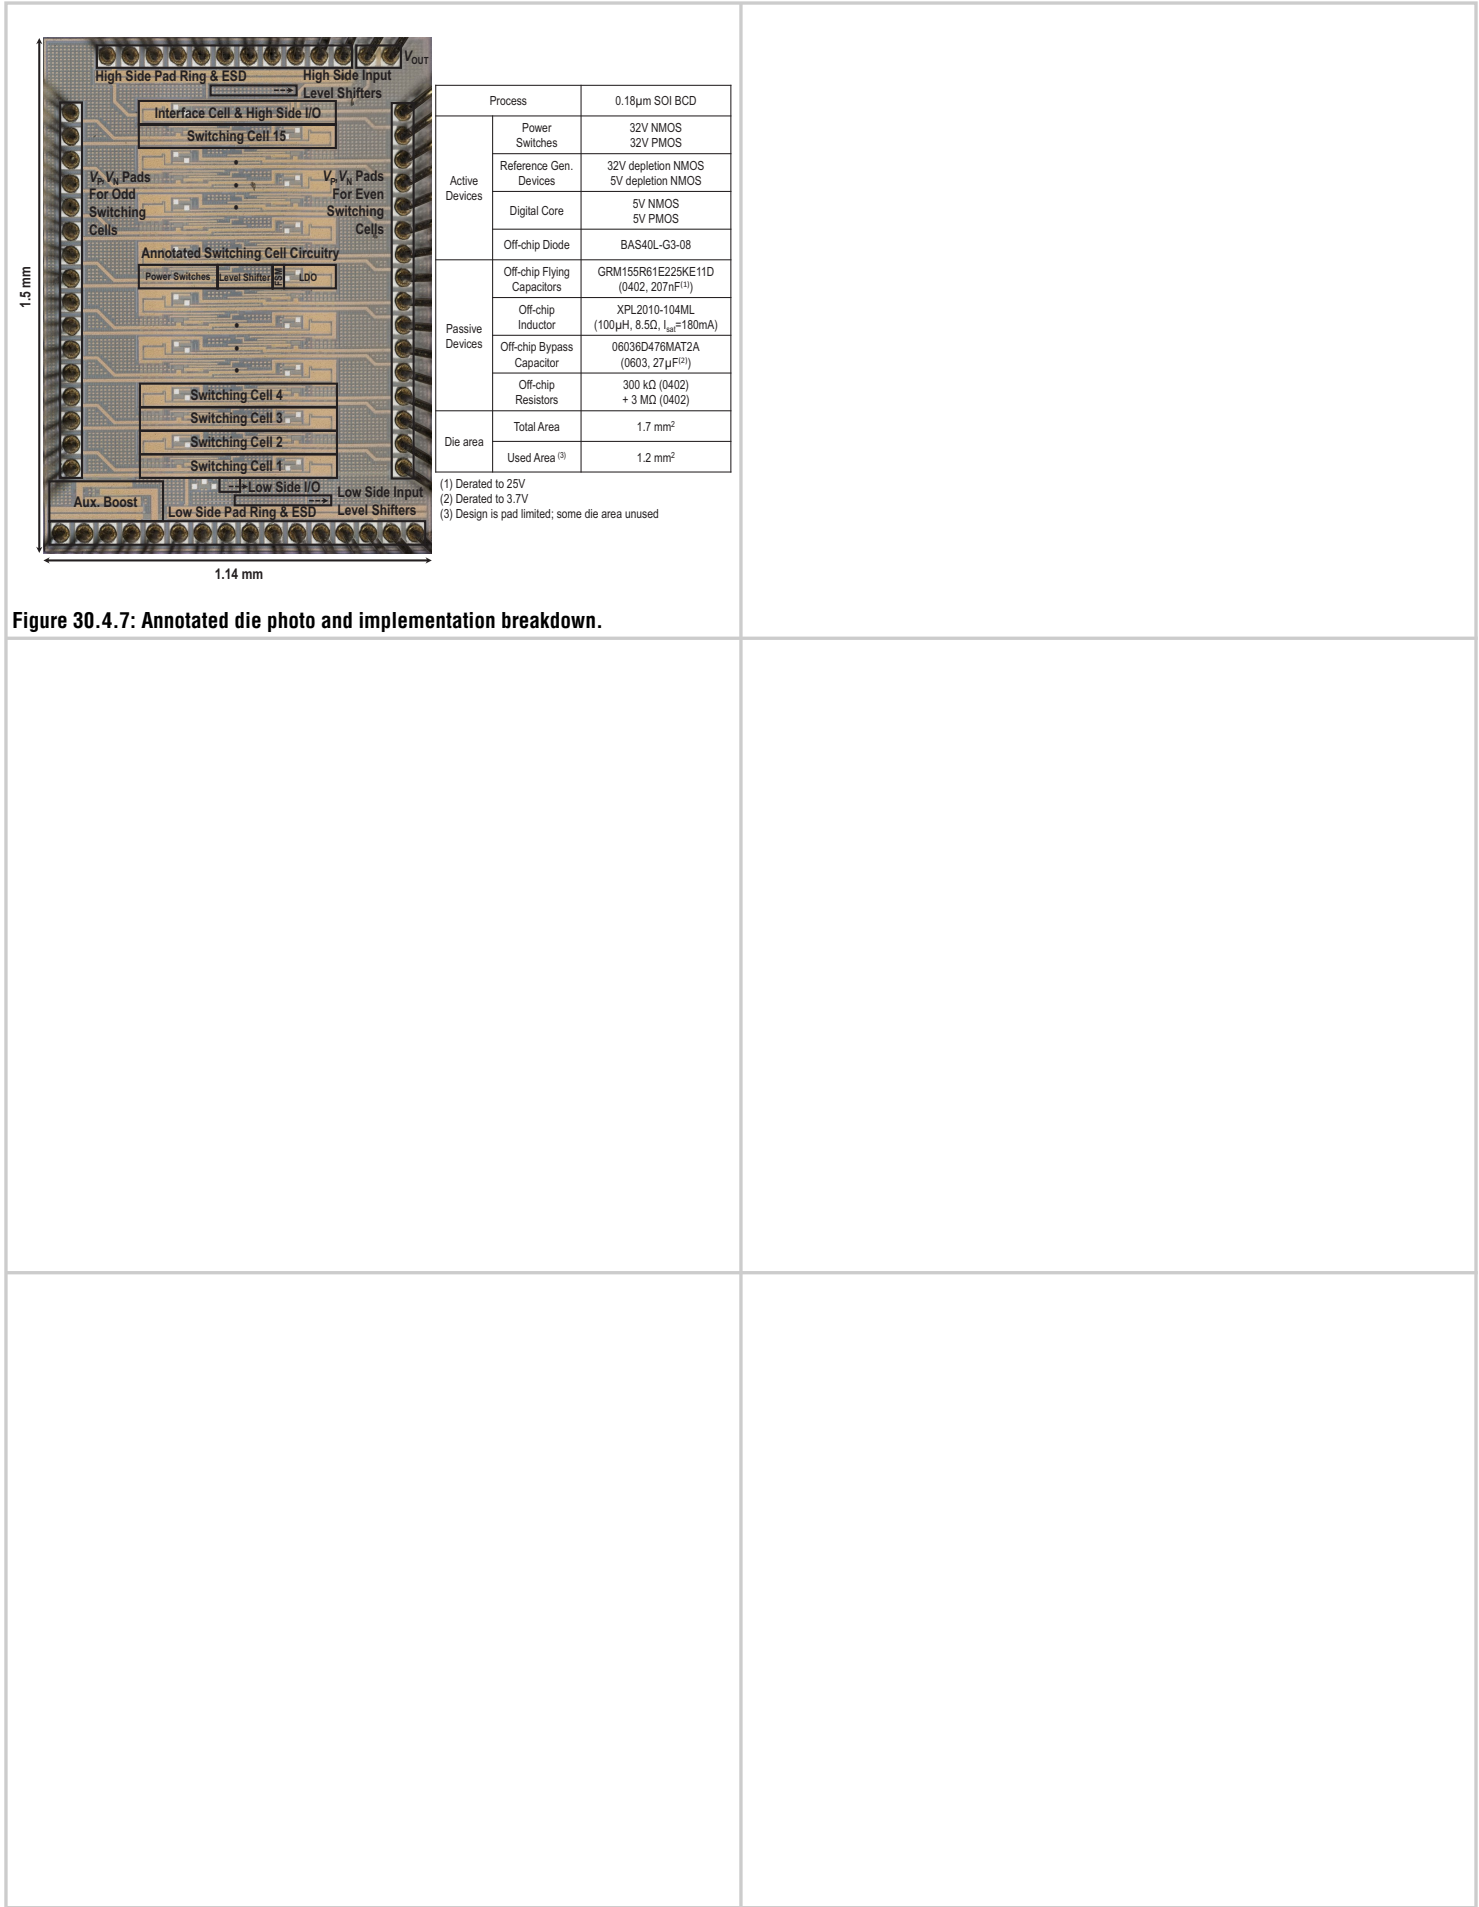 V_OUT
High Side Pad Ring & ESD
High Side Input
Level Shifters
Interface Cell & High Side I/O
Switching Cell 15
V_P, V_N Pads
For Odd
Switching
Cells
V_P, V_N Pads
For Even
Switching
Cells
Annotated Switching Cell Circuitry
Power Switches
Level Shifter
FSM
LDO
Switching Cell 4
Switching Cell 3
Switching Cell 2
Switching Cell 1
Low Side I/O
Low Side Input
Level Shifters
Aux. Boost
Low Side Pad Ring & ESD
1.5 mm
1.14 mm
Process
0.18µm SOI BCD
Active
Devices
Power
Switches
32V NMOS
32V PMOS
Reference Gen.
Devices
32V depletion NMOS
5V depletion NMOS
Digital Core
5V NMOS
5V PMOS
Off-chip Diode
BAS40L-G3-08
Passive
Devices
Off-chip Flying
Capacitors
GRM155R61E225KE11D
(0402, 207nF(1))
Off-chip
Inductor
XPL2010-104ML
(100µH, 8.5Ω, I_sat=180mA)
Off-chip Bypass
Capacitor
06036D476MAT2A
(0603, 27µF(2))
Off-chip
Resistors
300 kΩ (0402)
+ 3 MΩ (0402)
Die area
Total Area
1.7 mm²
Used Area (3)
1.2 mm²
(1) Derated to 25V
(2) Derated to 3.7V
(3) Design is pad limited; some die area unused
Figure 30.4.7: Annotated die photo and implementation breakdown.